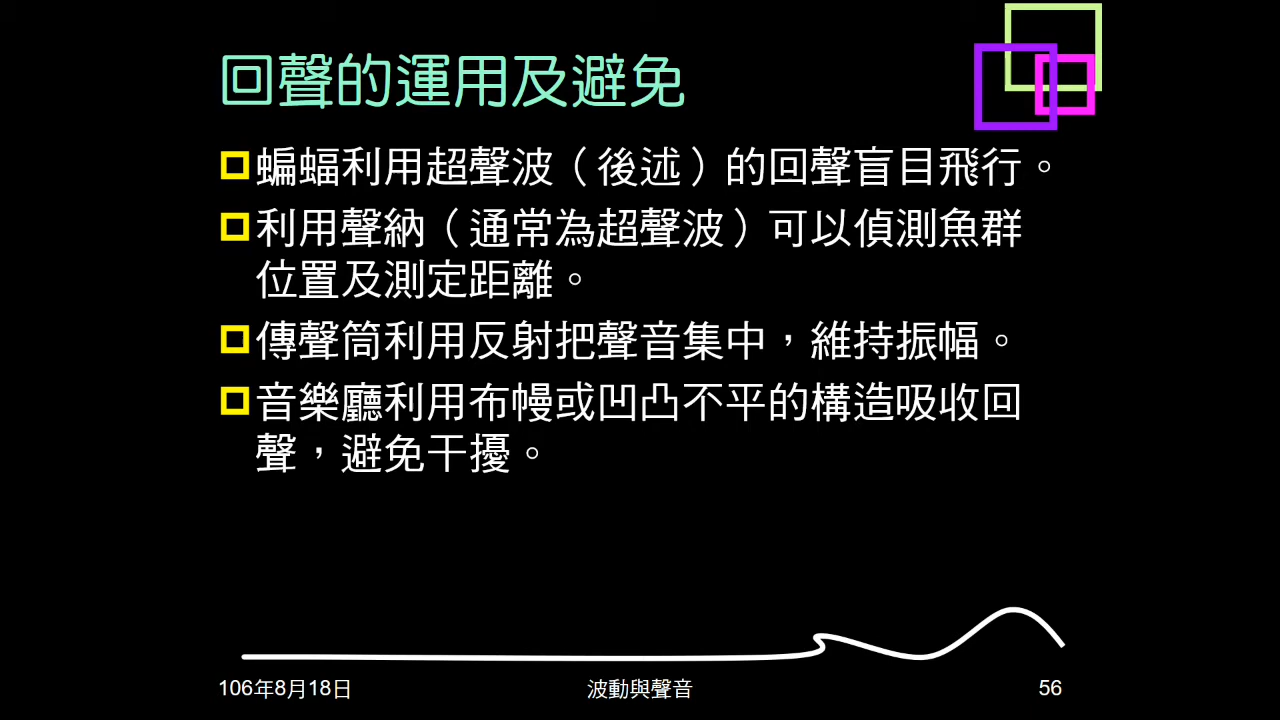 回聲的運用及避免
蝙蝠利用超聲波（後述）的回聲盲目飛行。
利用聲納（通常為超聲波）可以偵測魚群
位置及測定距離。
傳聲筒利用反射把聲音集中，維持振幅。
音樂廳利用布幔或凹凸不平的構造吸收回
聲，避免干擾。
106年8月18日
波動與聲音
56